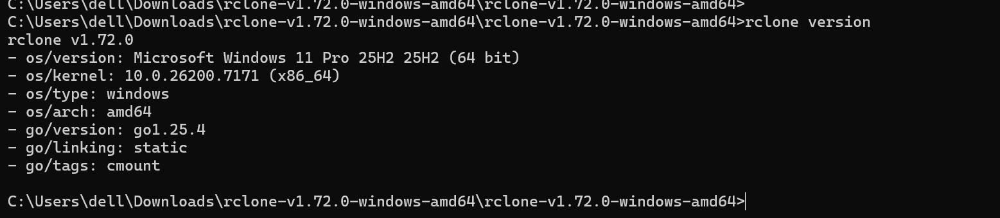 C:\Users\dell\Downloads\rclone-v1.72.0-windows-amd64\rclone-v1.72.0-windows-amd64>
C:\Users\dell\Downloads\rclone-v1.72.0-windows-amd64\rclone-v1.72.0-windows-amd64>rclone version
rclone v1.72.0
- os/version: Microsoft Windows 11 Pro 25H2 25H2 (64 bit)
- os/kernel: 10.0.26200.7171 (x86_64)
- os/type: windows
- os/arch: amd64
- go/version: go1.25.4
- go/linking: static
- go/tags: cmount
C:\Users\dell\Downloads\rclone-v1.72.0-windows-amd64\rclone-v1.72.0-windows-amd64>